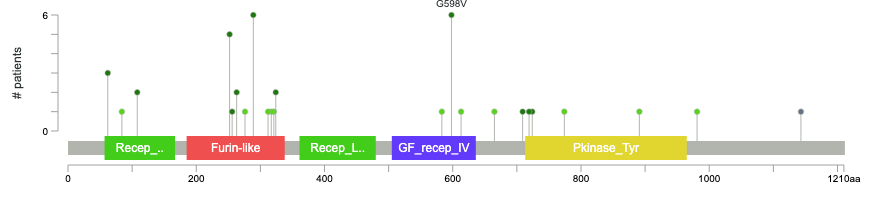 G598V
6
# patients
0
Recep_.. Furin-like Recep_L.. GF_recep_IV Pkinase_Tyr
0 200 400 600 800 1000 1210aa